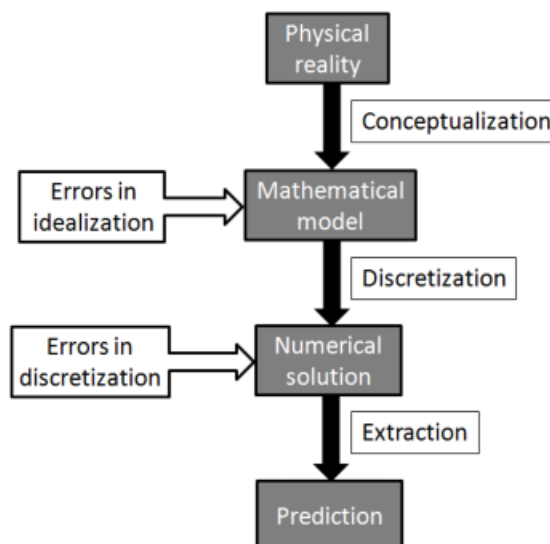 Physical
reality
Conceptualization
Errors in
idealization
Mathematical
model
Discretization
Errors in
discretization
Numerical
solution
Extraction
Prediction